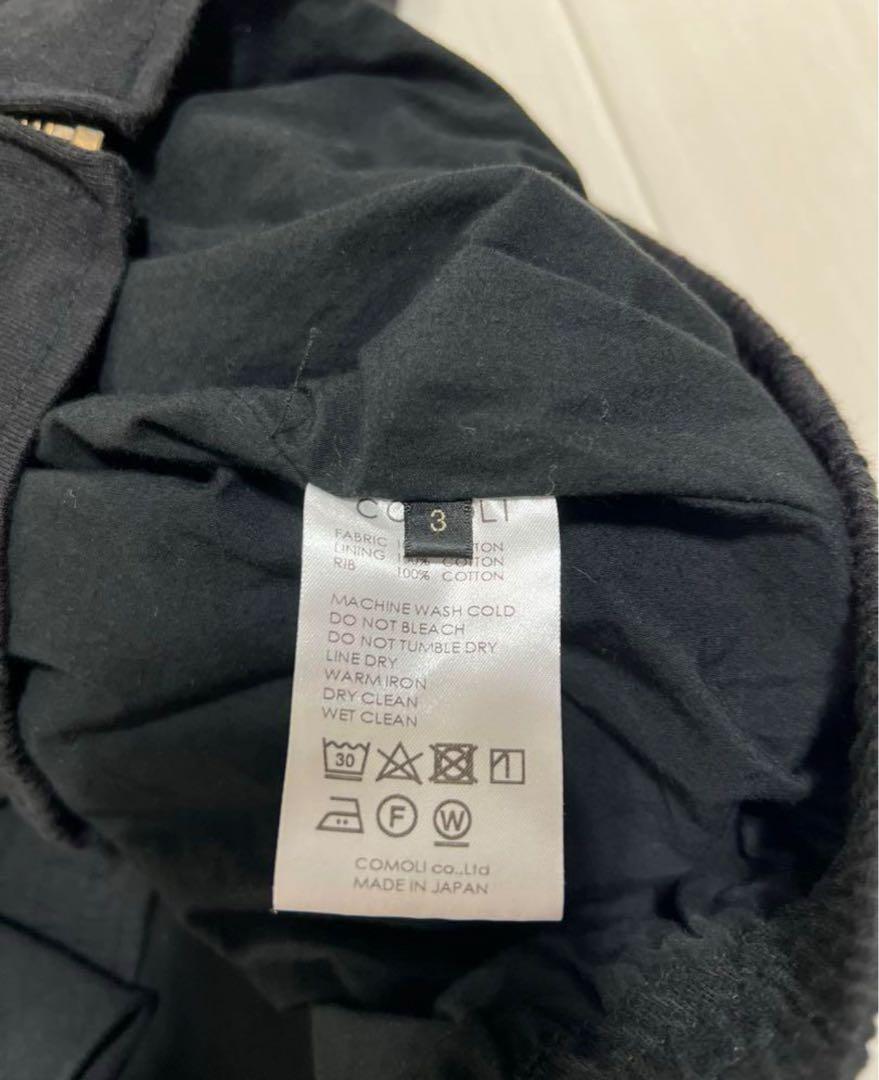 3
FABRIC
LINING 100% COTTON
RIB 100% COTTON
MACHINE WASH COLD
DO NOT BLEACH
DO NOT TUMBLE DRY
LINE DRY
WARM IRON
DRY CLEAN
WET CLEAN
30
F W
COMOLI co.,Ltd
MADE IN JAPAN